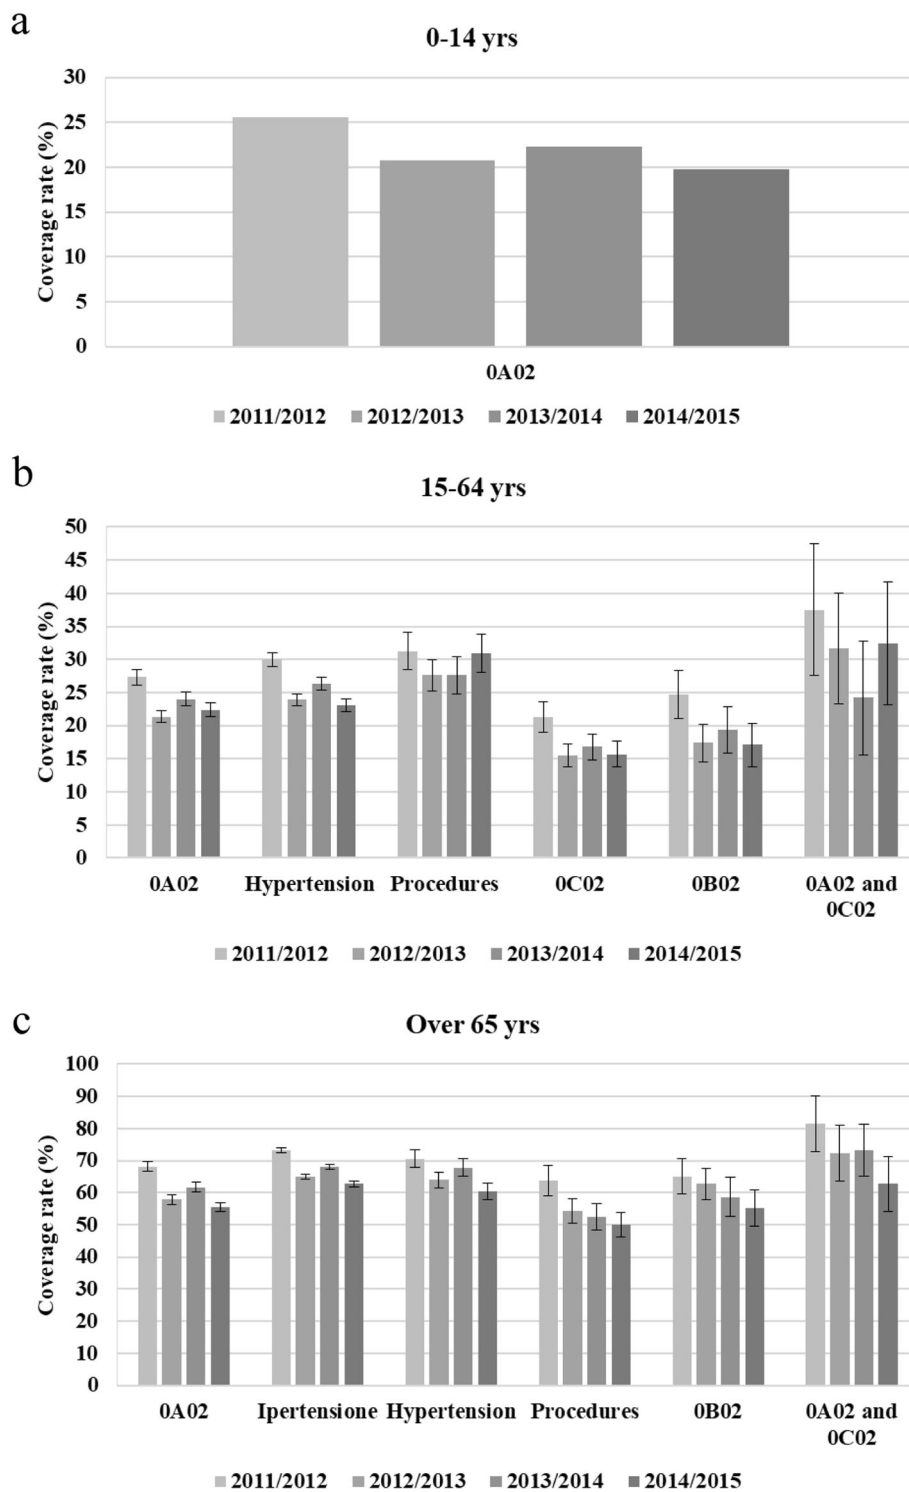 a
0-14 yrs
Coverage rate (%)
30
25
20
15
10
5
0
0A02
2011/2012 2012/2013 2013/2014 2014/2015
b
15-64 yrs
Coverage rate (%)
50
45
40
35
30
25
20
15
10
5
0
0A02 Hypertension Procedures 0C02 0B02 0A02 and
0C02
2011/2012 2012/2013 2013/2014 2014/2015
c
Over 65 yrs
Coverage rate (%)
100
90
80
70
60
50
40
30
20
10
0
0A02 Ipertensione Hypertension Procedures 0B02 0A02 and
0C02
2011/2012 2012/2013 2013/2014 2014/2015